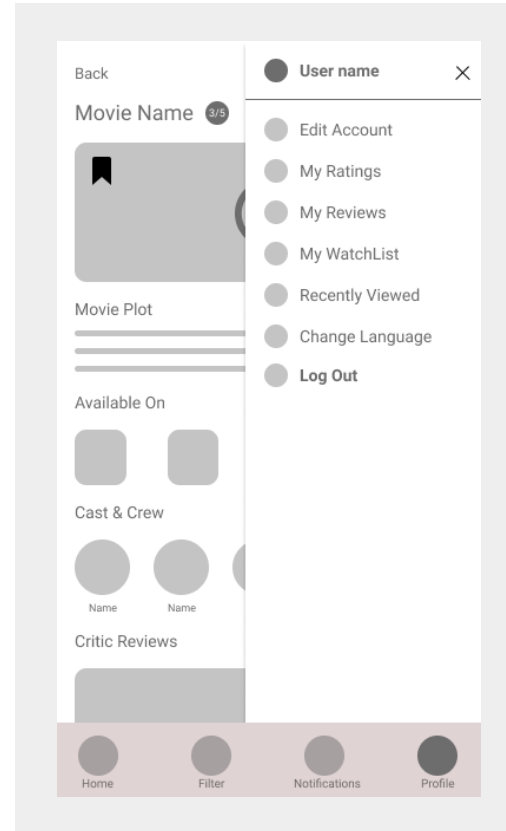 Back
Movie Name 3/5
Movie Plot
Available On
Cast & Crew
Name Name
Critic Reviews
User name
Edit Account
My Ratings
My Reviews
My WatchList
Recently Viewed
Change Language
Log Out
Home Filter Notifications Profile